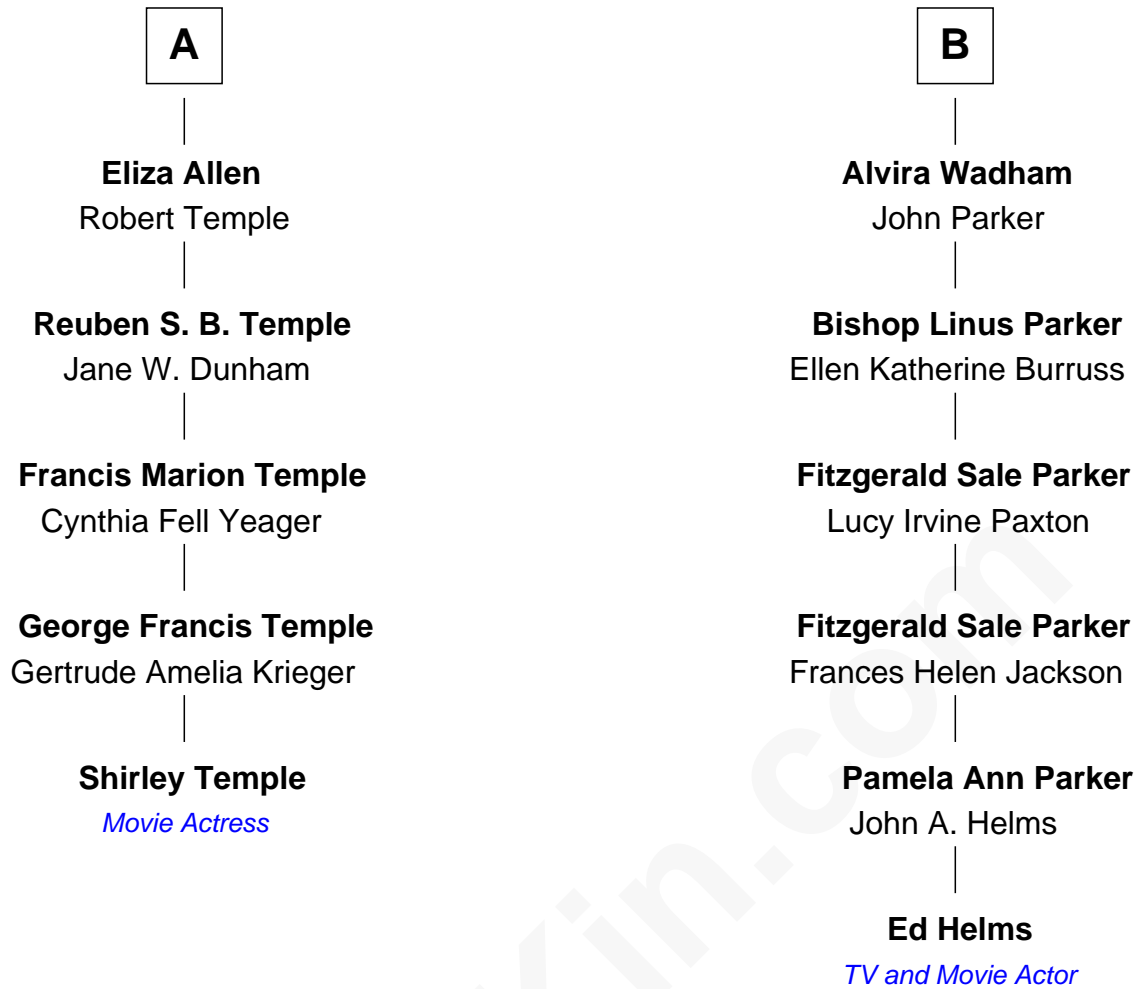 A
Eliza Allen
Robert Temple
Reuben S. B. Temple
Jane W. Dunham
Francis Marion Temple
Cynthia Fell Yeager
George Francis Temple
Gertrude Amelia Krieger
Shirley Temple
Movie Actress
B
Alvira Wadham
John Parker
Bishop Linus Parker
Ellen Katherine Burruss
Fitzgerald Sale Parker
Lucy Irvine Paxton
Fitzgerald Sale Parker
Frances Helen Jackson
Pamela Ann Parker
John A. Helms
Ed Helms
TV and Movie Actor
Kin.com